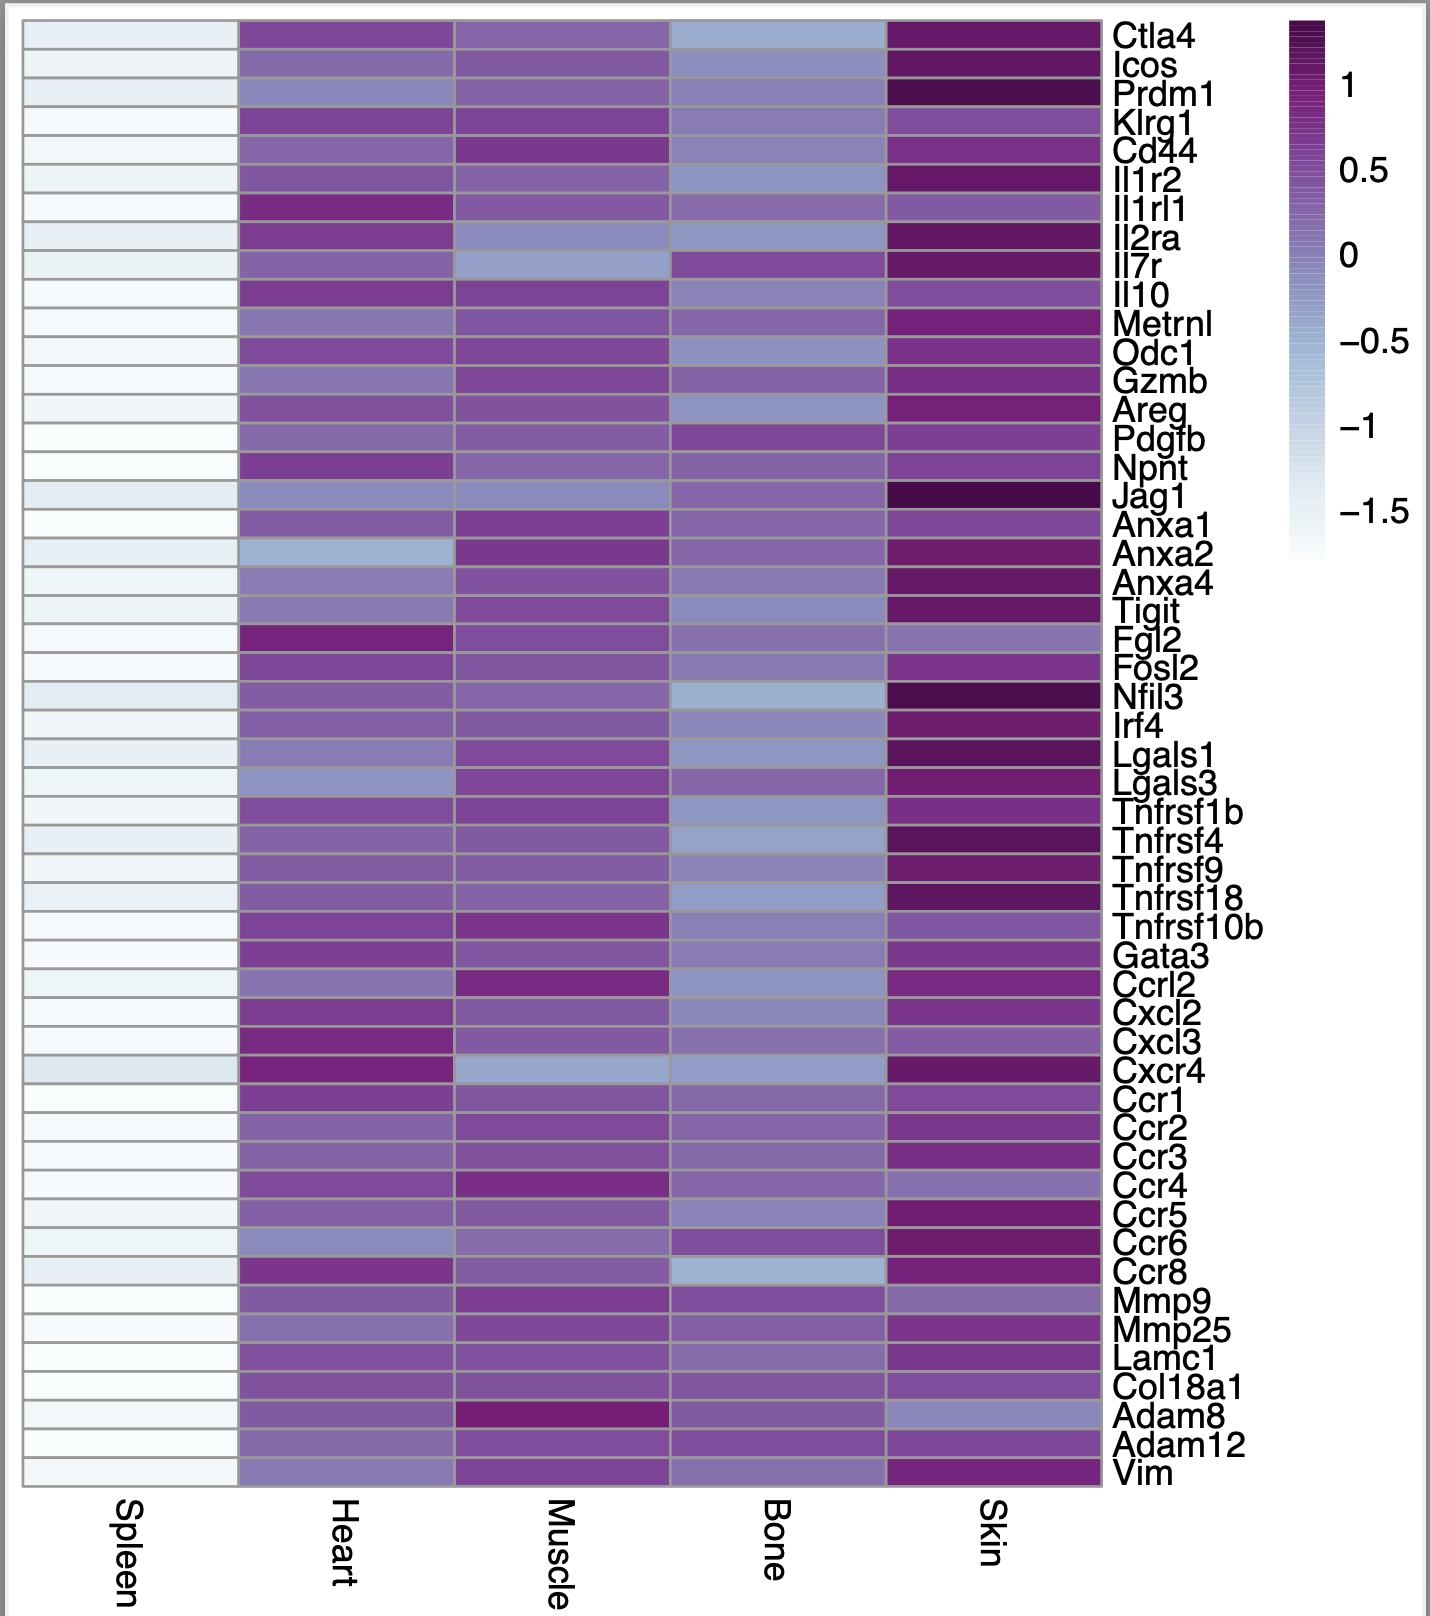 Ctla4
Icos
Prdm1
Klrg1
Cd44
Il1r2
Il1rl1
Il2ra
Il7r
Il10
Metrnl
Odc1
Gzmb
Areg
Pdgfb
Npnt
Jag1
Anxa1
Anxa2
Anxa4
Tigit
Fgl2
Fosl2
Nfil3
Irf4
Lgals1
Lgals3
Tnfrsf1b
Tnfrsf4
Tnfrsf9
Tnfrsf18
Tnfrsf10b
Gata3
Ccrl2
Cxcl2
Cxcl3
Cxcr4
Ccr1
Ccr2
Ccr3
Ccr4
Ccr5
Ccr6
Ccr8
Mmp9
Mmp25
Lamc1
Col18a1
Adam8
Adam12
Vim
1
0.5
0
−0.5
−1
−1.5
Spleen
Heart
Muscle
Bone
Skin